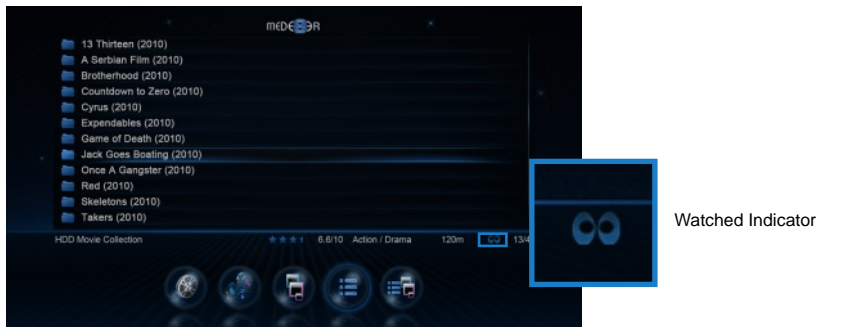 MEDE8ER
13 Thirteen (2010)
A Serbian Film (2010)
Brotherhood (2010)
Countdown to Zero (2010)
Cyrus (2010)
Expendables (2010)
Game of Death (2010)
Jack Goes Boating (2010)
Once A Gangster (2010)
Red (2010)
Skeletons (2010)
Takers (2010)
HDD Movie Collection 6.6/10 Action / Drama 120m 13/4
Watched Indicator